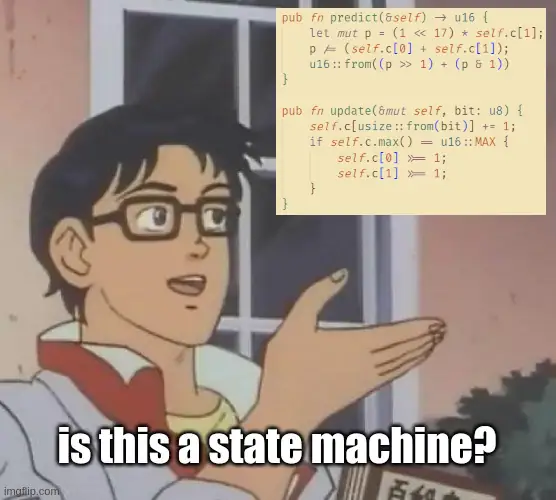 pub fn predict(&self) -> u16 {
let mut p = (1 << 17) * self.c[1];
p /= (self.c[0] + self.c[1]);
u16::from((p >> 1) + (p & 1))
}
pub fn update(&mut self, bit: u8) {
self.c[usize::from(bit)] += 1;
if self.c.max() == u16::MAX {
self.c[0] >>= 1;
self.c[1] >>= 1;
}
}
is this a state machine?
imgflip.com